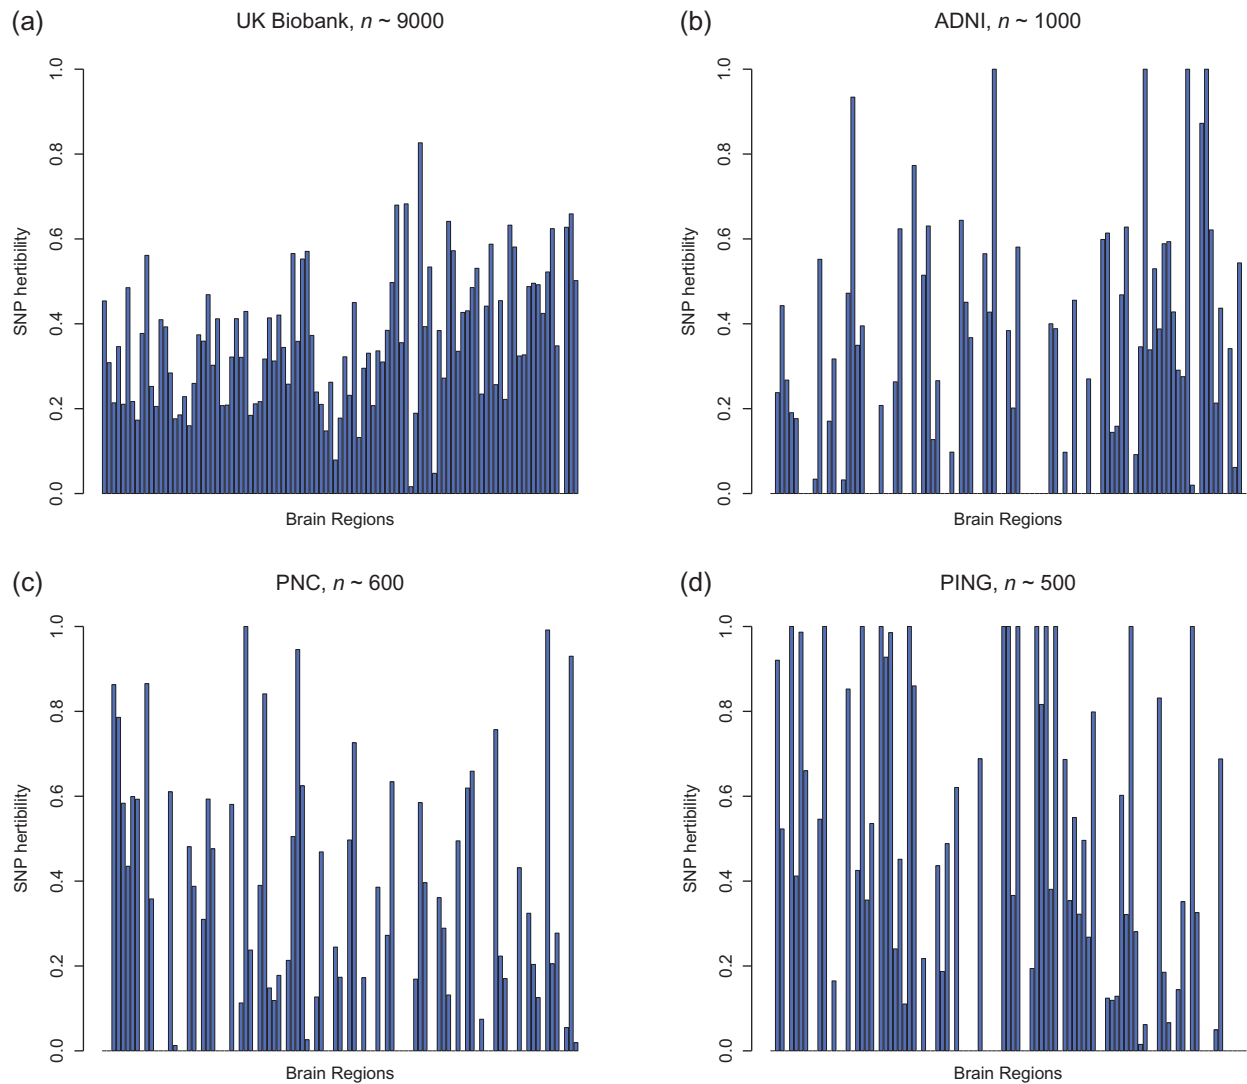 (a)
UK Biobank, n ~ 9000
SNP hertibility
1.0
0.8
0.6
0.4
0.2
0.0
Brain Regions
(b)
ADNI, n ~ 1000
SNP hertibility
1.0
0.8
0.6
0.4
0.2
0.0
Brain Regions
(c)
PNC, n ~ 600
SNP hertibility
1.0
0.8
0.6
0.4
0.2
0.0
Brain Regions
(d)
PING, n ~ 500
SNP hertibility
1.0
0.8
0.6
0.4
0.2
0.0
Brain Regions